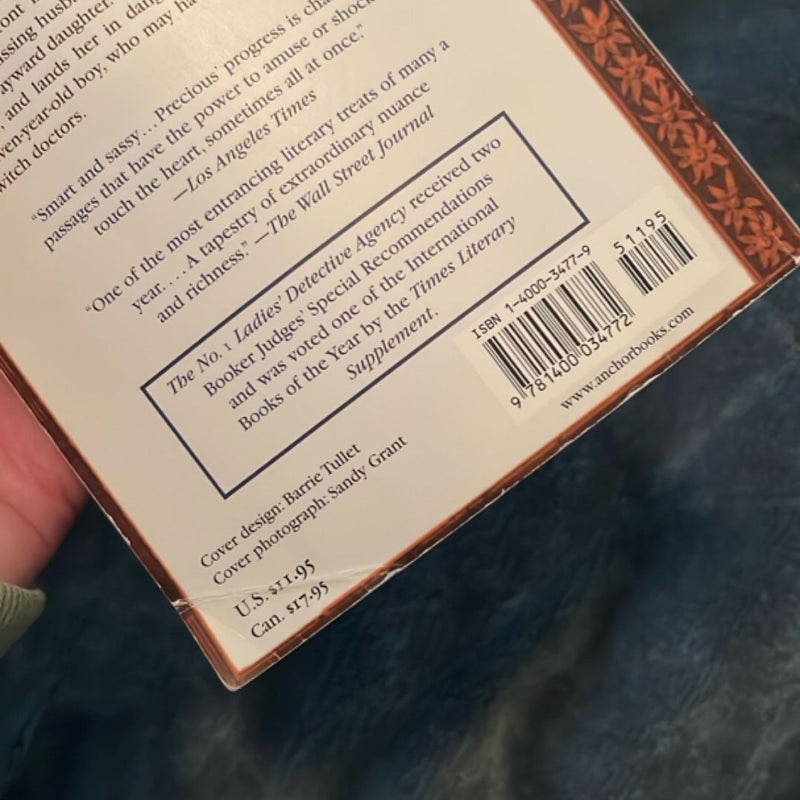 ayward daughter.
, and lands her in
ven-year-old boy, who may ha
witch doctors.
“Smart and sassy… Precious’ progress is cha
passages that have the power to amuse or shock
touch the heart, sometimes all at once.”
—Los Angeles Times
“One of the most entrancing literary treats of many a
year.… A tapestry of extraordinary nuance
and richness.” —The Wall Street Journal
The No. 1 Ladies’ Detective Agency received two
Booker Judges’ Special Recommendations
and was voted one of the International
Books of the Year by the Times Literary
Supplement.
Cover design: Barrie Tullet
Cover photograph: Sandy Grant
U.S. $11.95
Can. $17.95
ISBN 1-4000-3477-9
51195
9 781400 034772
www.anchorbooks.com